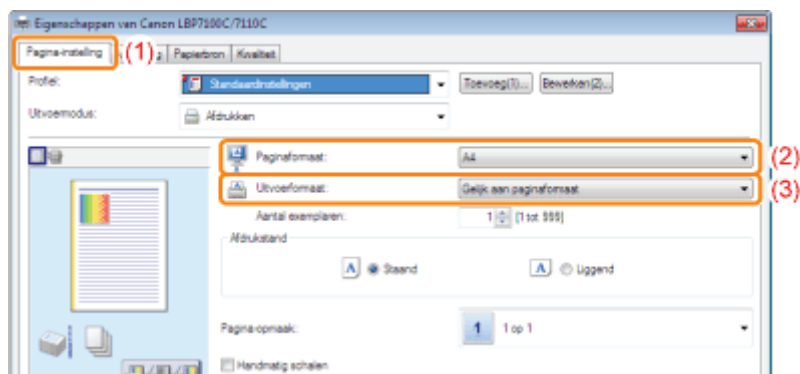 Eigenschappen van Canon LBP7100C/7110C
Pagina-instelling (1) Papierbron Kwaliteit
Profiel: Standaardinstellingen Toevoeg(1)... Bewerken(2)...
Uitvoermodus: Afdrukken
Paginaformaat: A4 (2)
Uitvoerformaat: Gelijk aan paginaformaat (3)
Aantal exemplaren: 1 [1 tot 999]
Afdrukstand
A Staand A Liggend
Pagina-opmaak: 1 1 op 1
Handmatig schalen